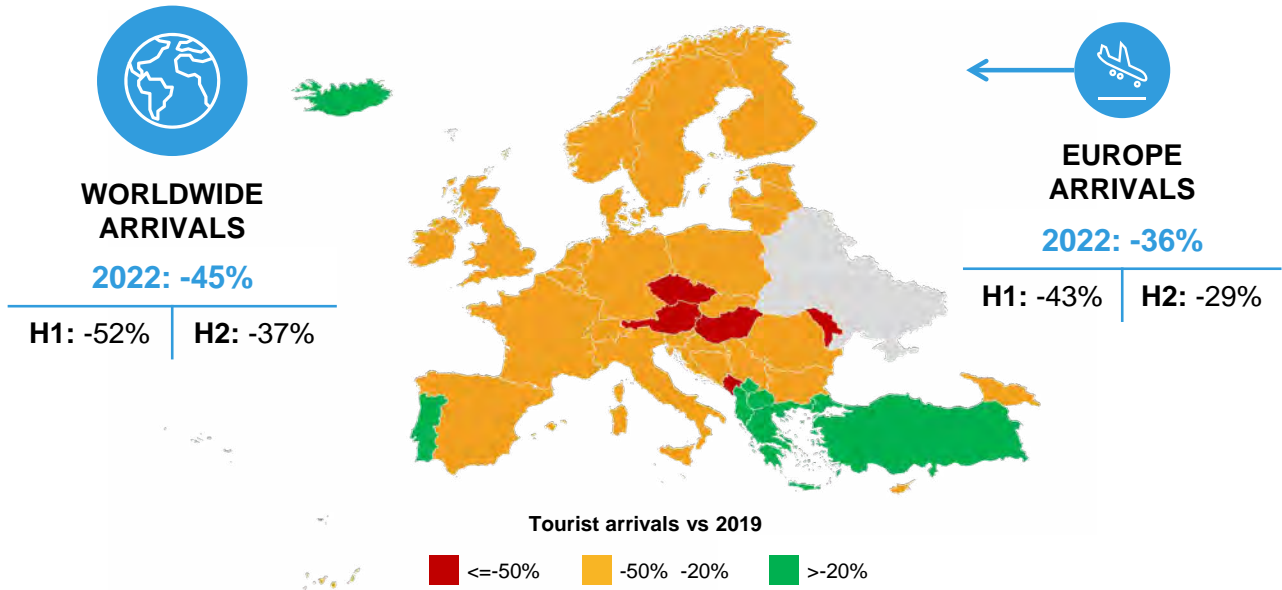 WORLDWIDE
ARRIVALS
2022: -45%
H1: -52% H2: -37%
EUROPE
ARRIVALS
2022: -36%
H1: -43% H2: -29%
Tourist arrivals vs 2019
<=-50% -50% -20% >-20%